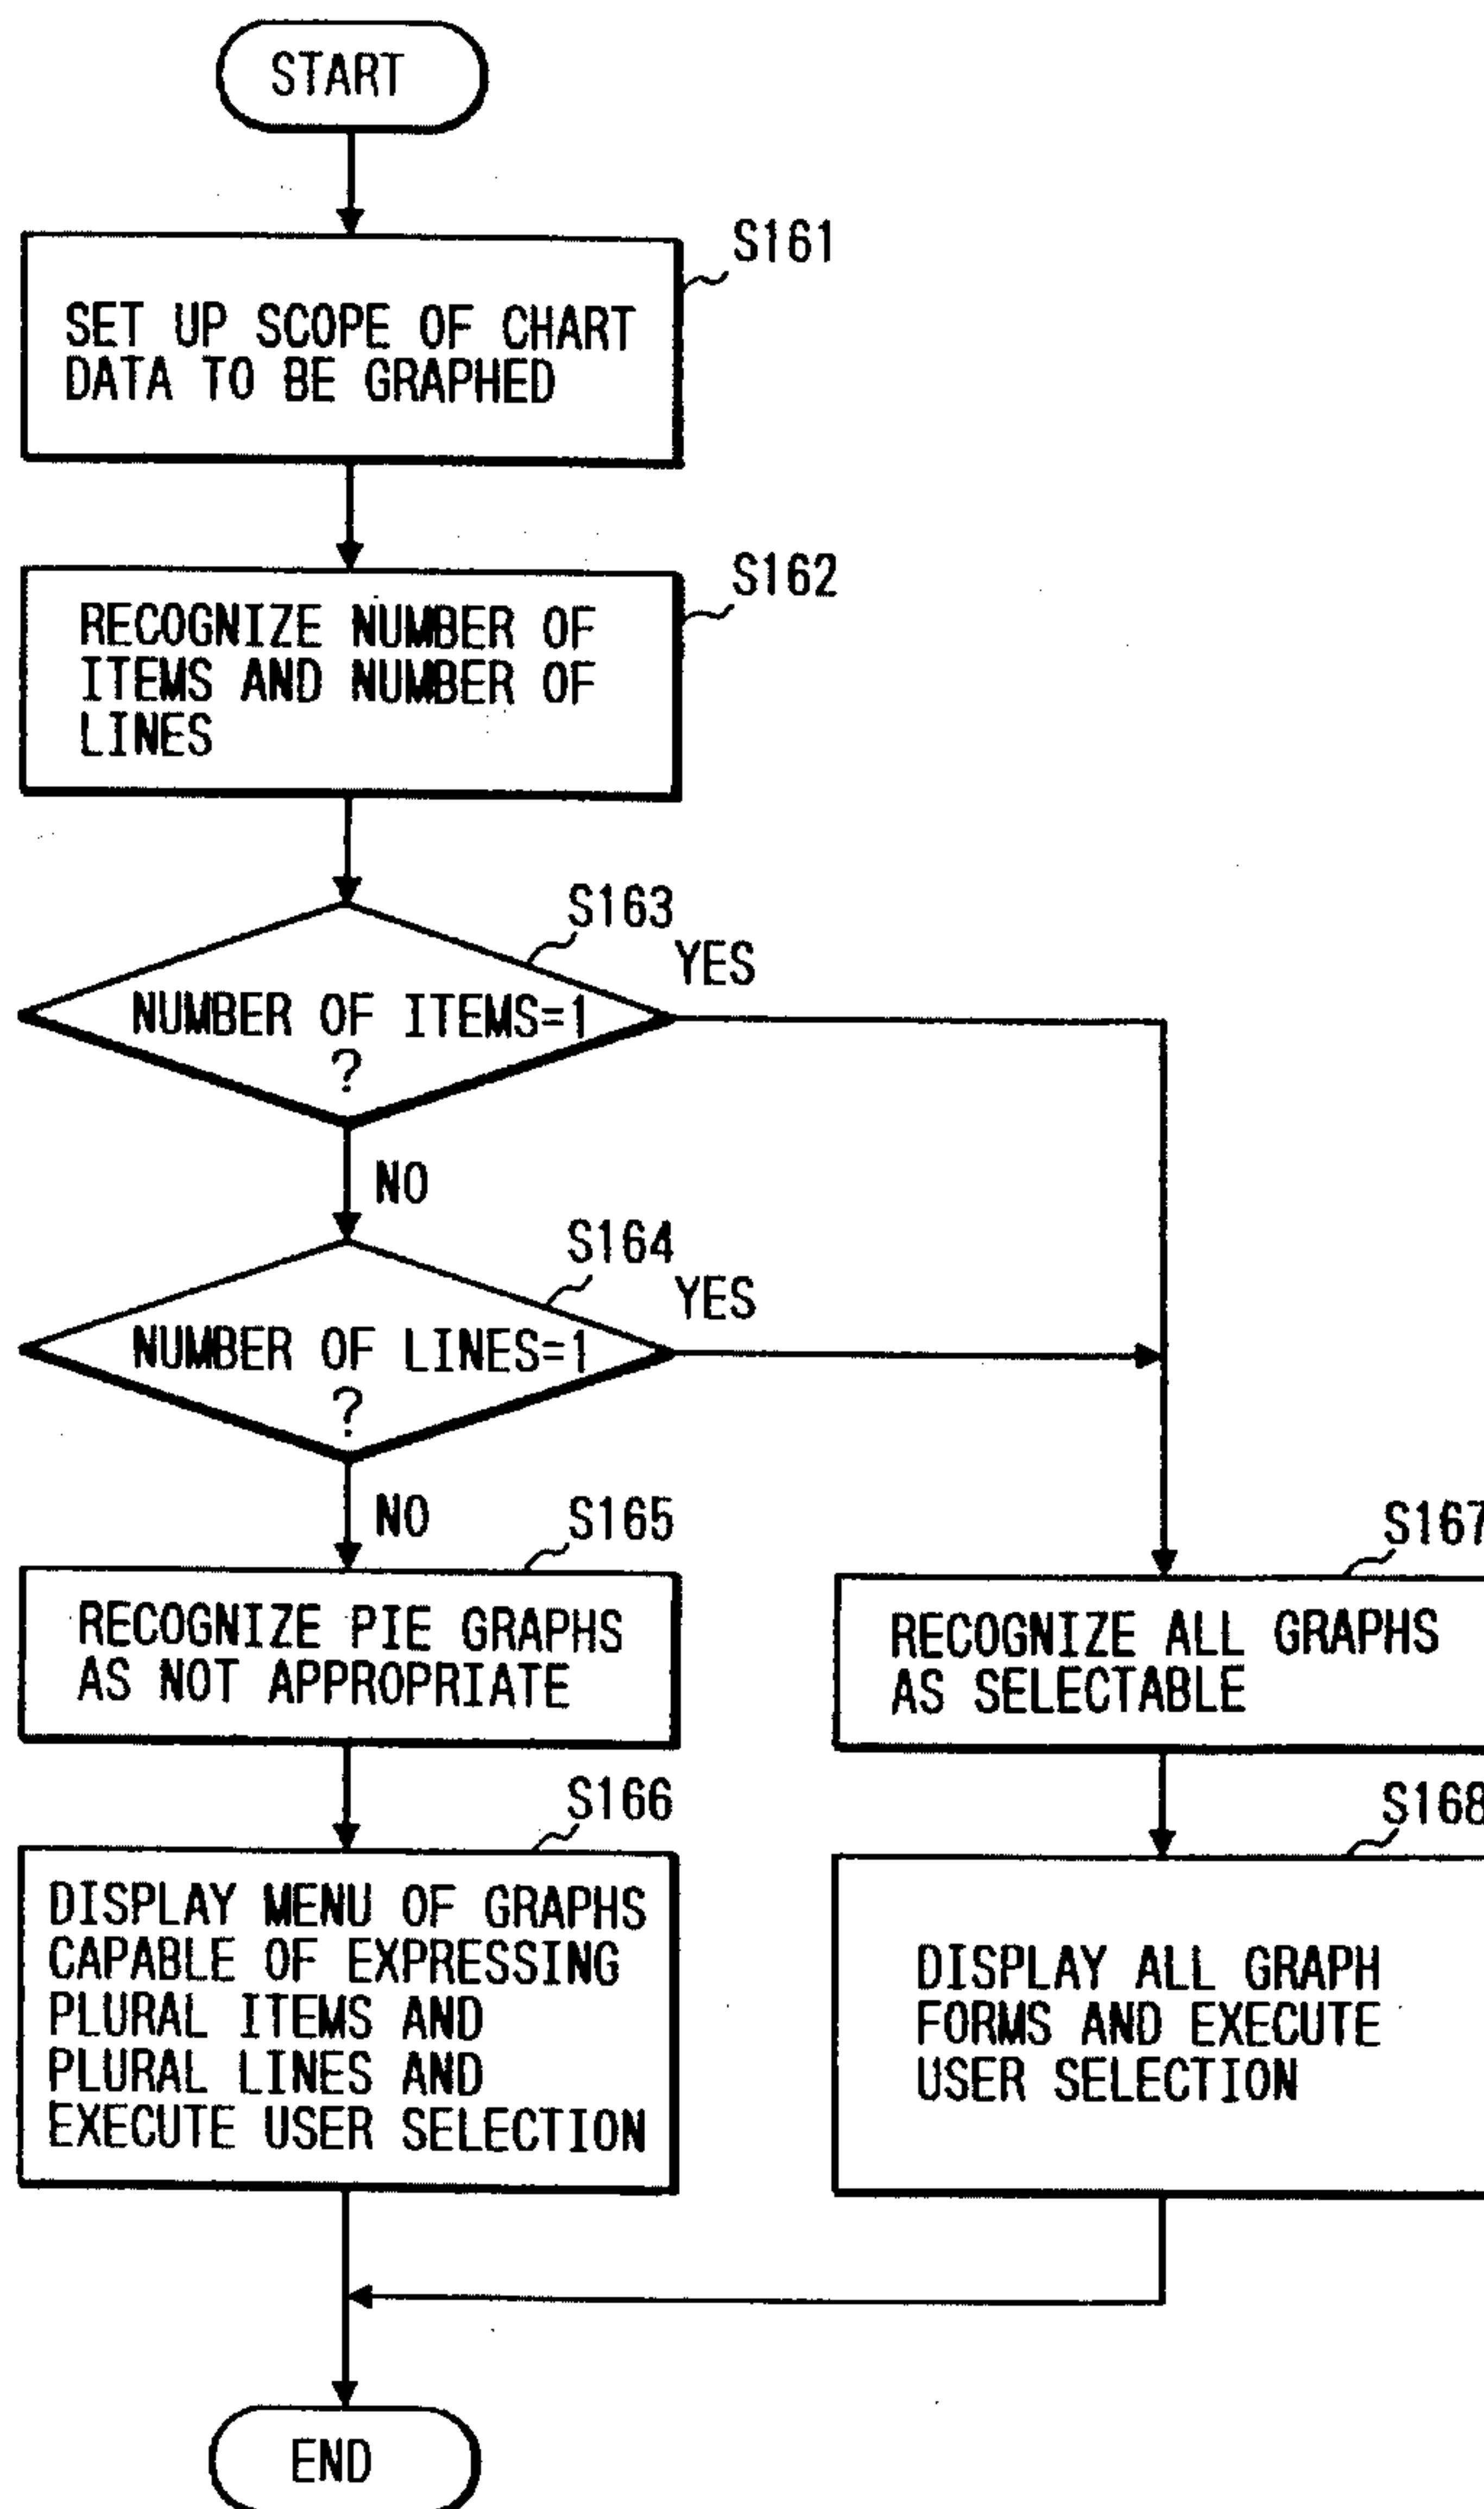 START
S161
SET UP SCOPE OF CHART
DATA TO BE GRAPHED
S162
RECOGNIZE NUMBER OF
ITEMS AND NUMBER OF
LINES
S163
YES
NUMBER OF ITEMS=1
?
NO
S164
YES
NUMBER OF LINES=1
?
NO
S165
RECOGNIZE PIE GRAPHS
AS NOT APPROPRIATE
S167
RECOGNIZE ALL GRAPHS
AS SELECTABLE
S166
DISPLAY MENU OF GRAPHS
CAPABLE OF EXPRESSING
PLURAL ITEMS AND
PLURAL LINES AND
EXECUTE USER SELECTION
S168
DISPLAY ALL GRAPH
FORMS AND EXECUTE
USER SELECTION
END